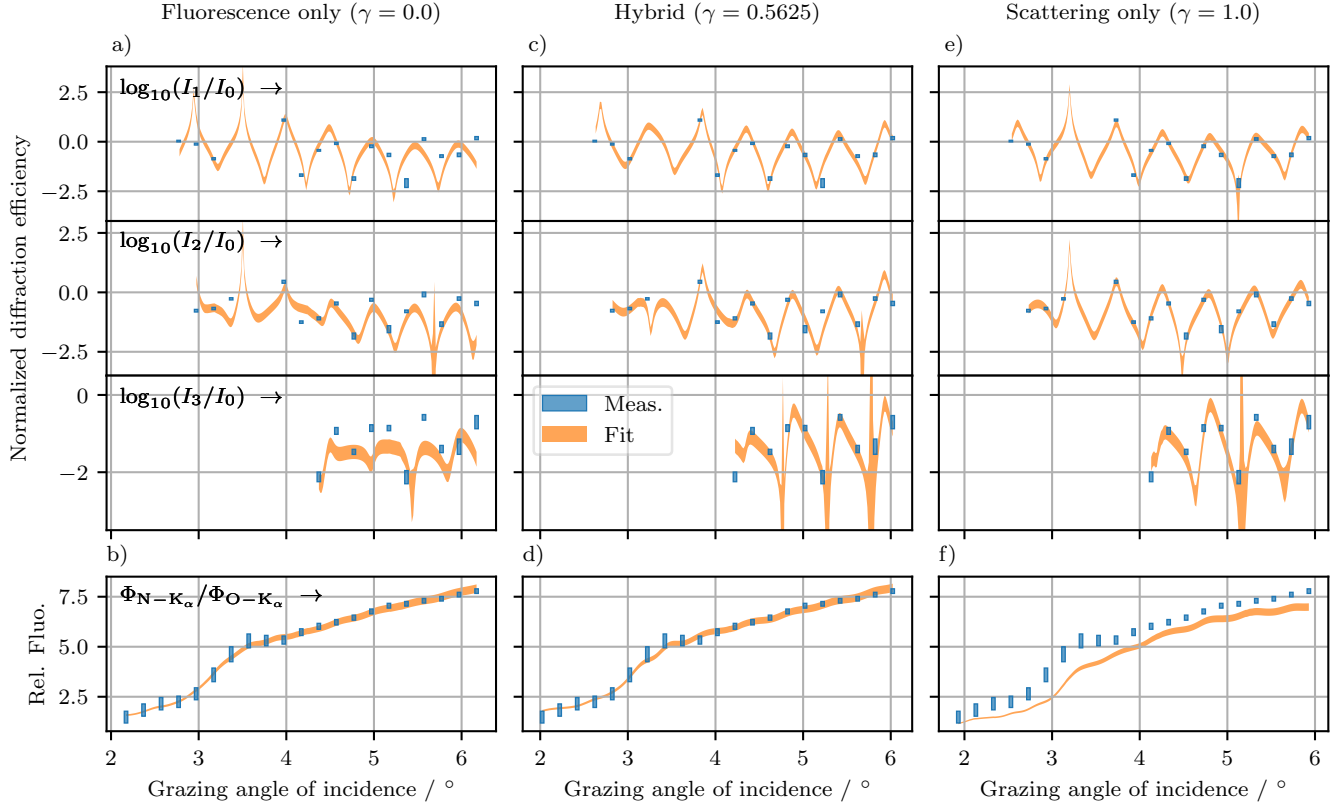 Fluorescence only (γ = 0.0)
Hybrid (γ = 0.5625)
Scattering only (γ = 1.0)
a)
c)
e)
log₁₀(I₁/I₀) →
2.5
0.0
−2.5
log₁₀(I₂/I₀) →
2.5
0.0
−2.5
log₁₀(I₃/I₀) →
0
−2
Normalized diffraction efficiency
Meas.
Fit
b)
d)
f)
Φ_N−Kα/Φ_O−Kα →
7.5
5.0
2.5
Rel. Fluo.
2 3 4 5 6
2 3 4 5 6
2 3 4 5 6
Grazing angle of incidence / °
Grazing angle of incidence / °
Grazing angle of incidence / °